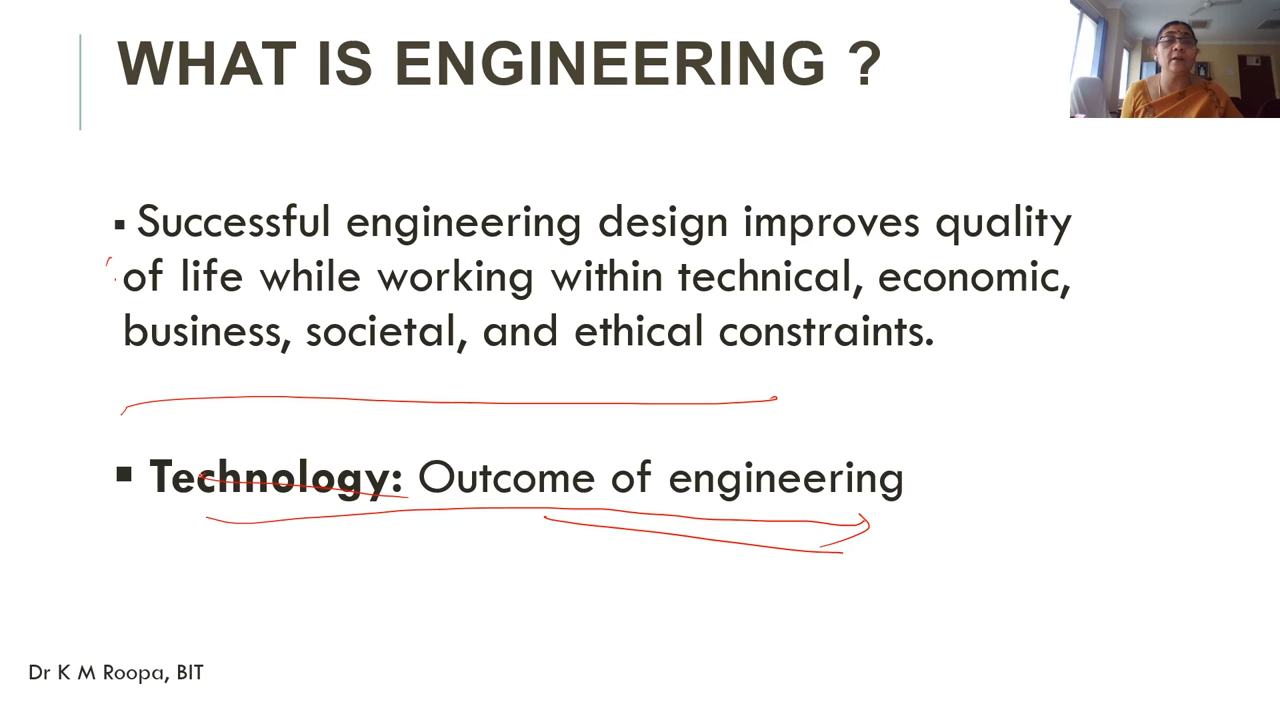 WHAT IS ENGINEERING ?
▪ Successful engineering design improves quality
of life while working within technical, economic,
business, societal, and ethical constraints.
▪ Technology: Outcome of engineering
Dr K M Roopa, BIT